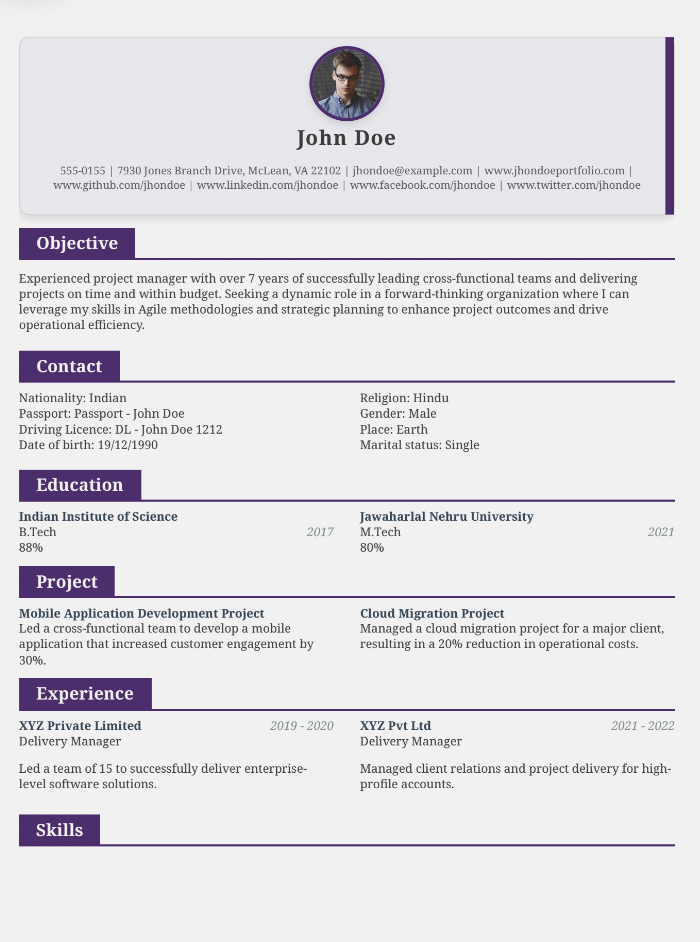 John Doe
555-0155 | 7930 Jones Branch Drive, McLean, VA 22102 | jhondoe@example.com | www.jhondoeportfolio.com |
www.github.com/jhondoe | www.linkedin.com/jhondoe | www.facebook.com/jhondoe | www.twitter.com/jhondoe
Objective
Experienced project manager with over 7 years of successfully leading cross-functional teams and delivering
projects on time and within budget. Seeking a dynamic role in a forward-thinking organization where I can
leverage my skills in Agile methodologies and strategic planning to enhance project outcomes and drive
operational efficiency.
Contact
Nationality: Indian
Passport: Passport - John Doe
Driving Licence: DL - John Doe 1212
Date of birth: 19/12/1990
Religion: Hindu
Gender: Male
Place: Earth
Marital status: Single
Education
Indian Institute of Science
B.Tech 2017
88%
Jawaharlal Nehru University
M.Tech 2021
80%
Project
Mobile Application Development Project
Led a cross-functional team to develop a mobile
application that increased customer engagement by
30%.
Cloud Migration Project
Managed a cloud migration project for a major client,
resulting in a 20% reduction in operational costs.
Experience
XYZ Private Limited 2019 - 2020
Delivery Manager
Led a team of 15 to successfully deliver enterprise-
level software solutions.
XYZ Pvt Ltd 2021 - 2022
Delivery Manager
Managed client relations and project delivery for high-
profile accounts.
Skills